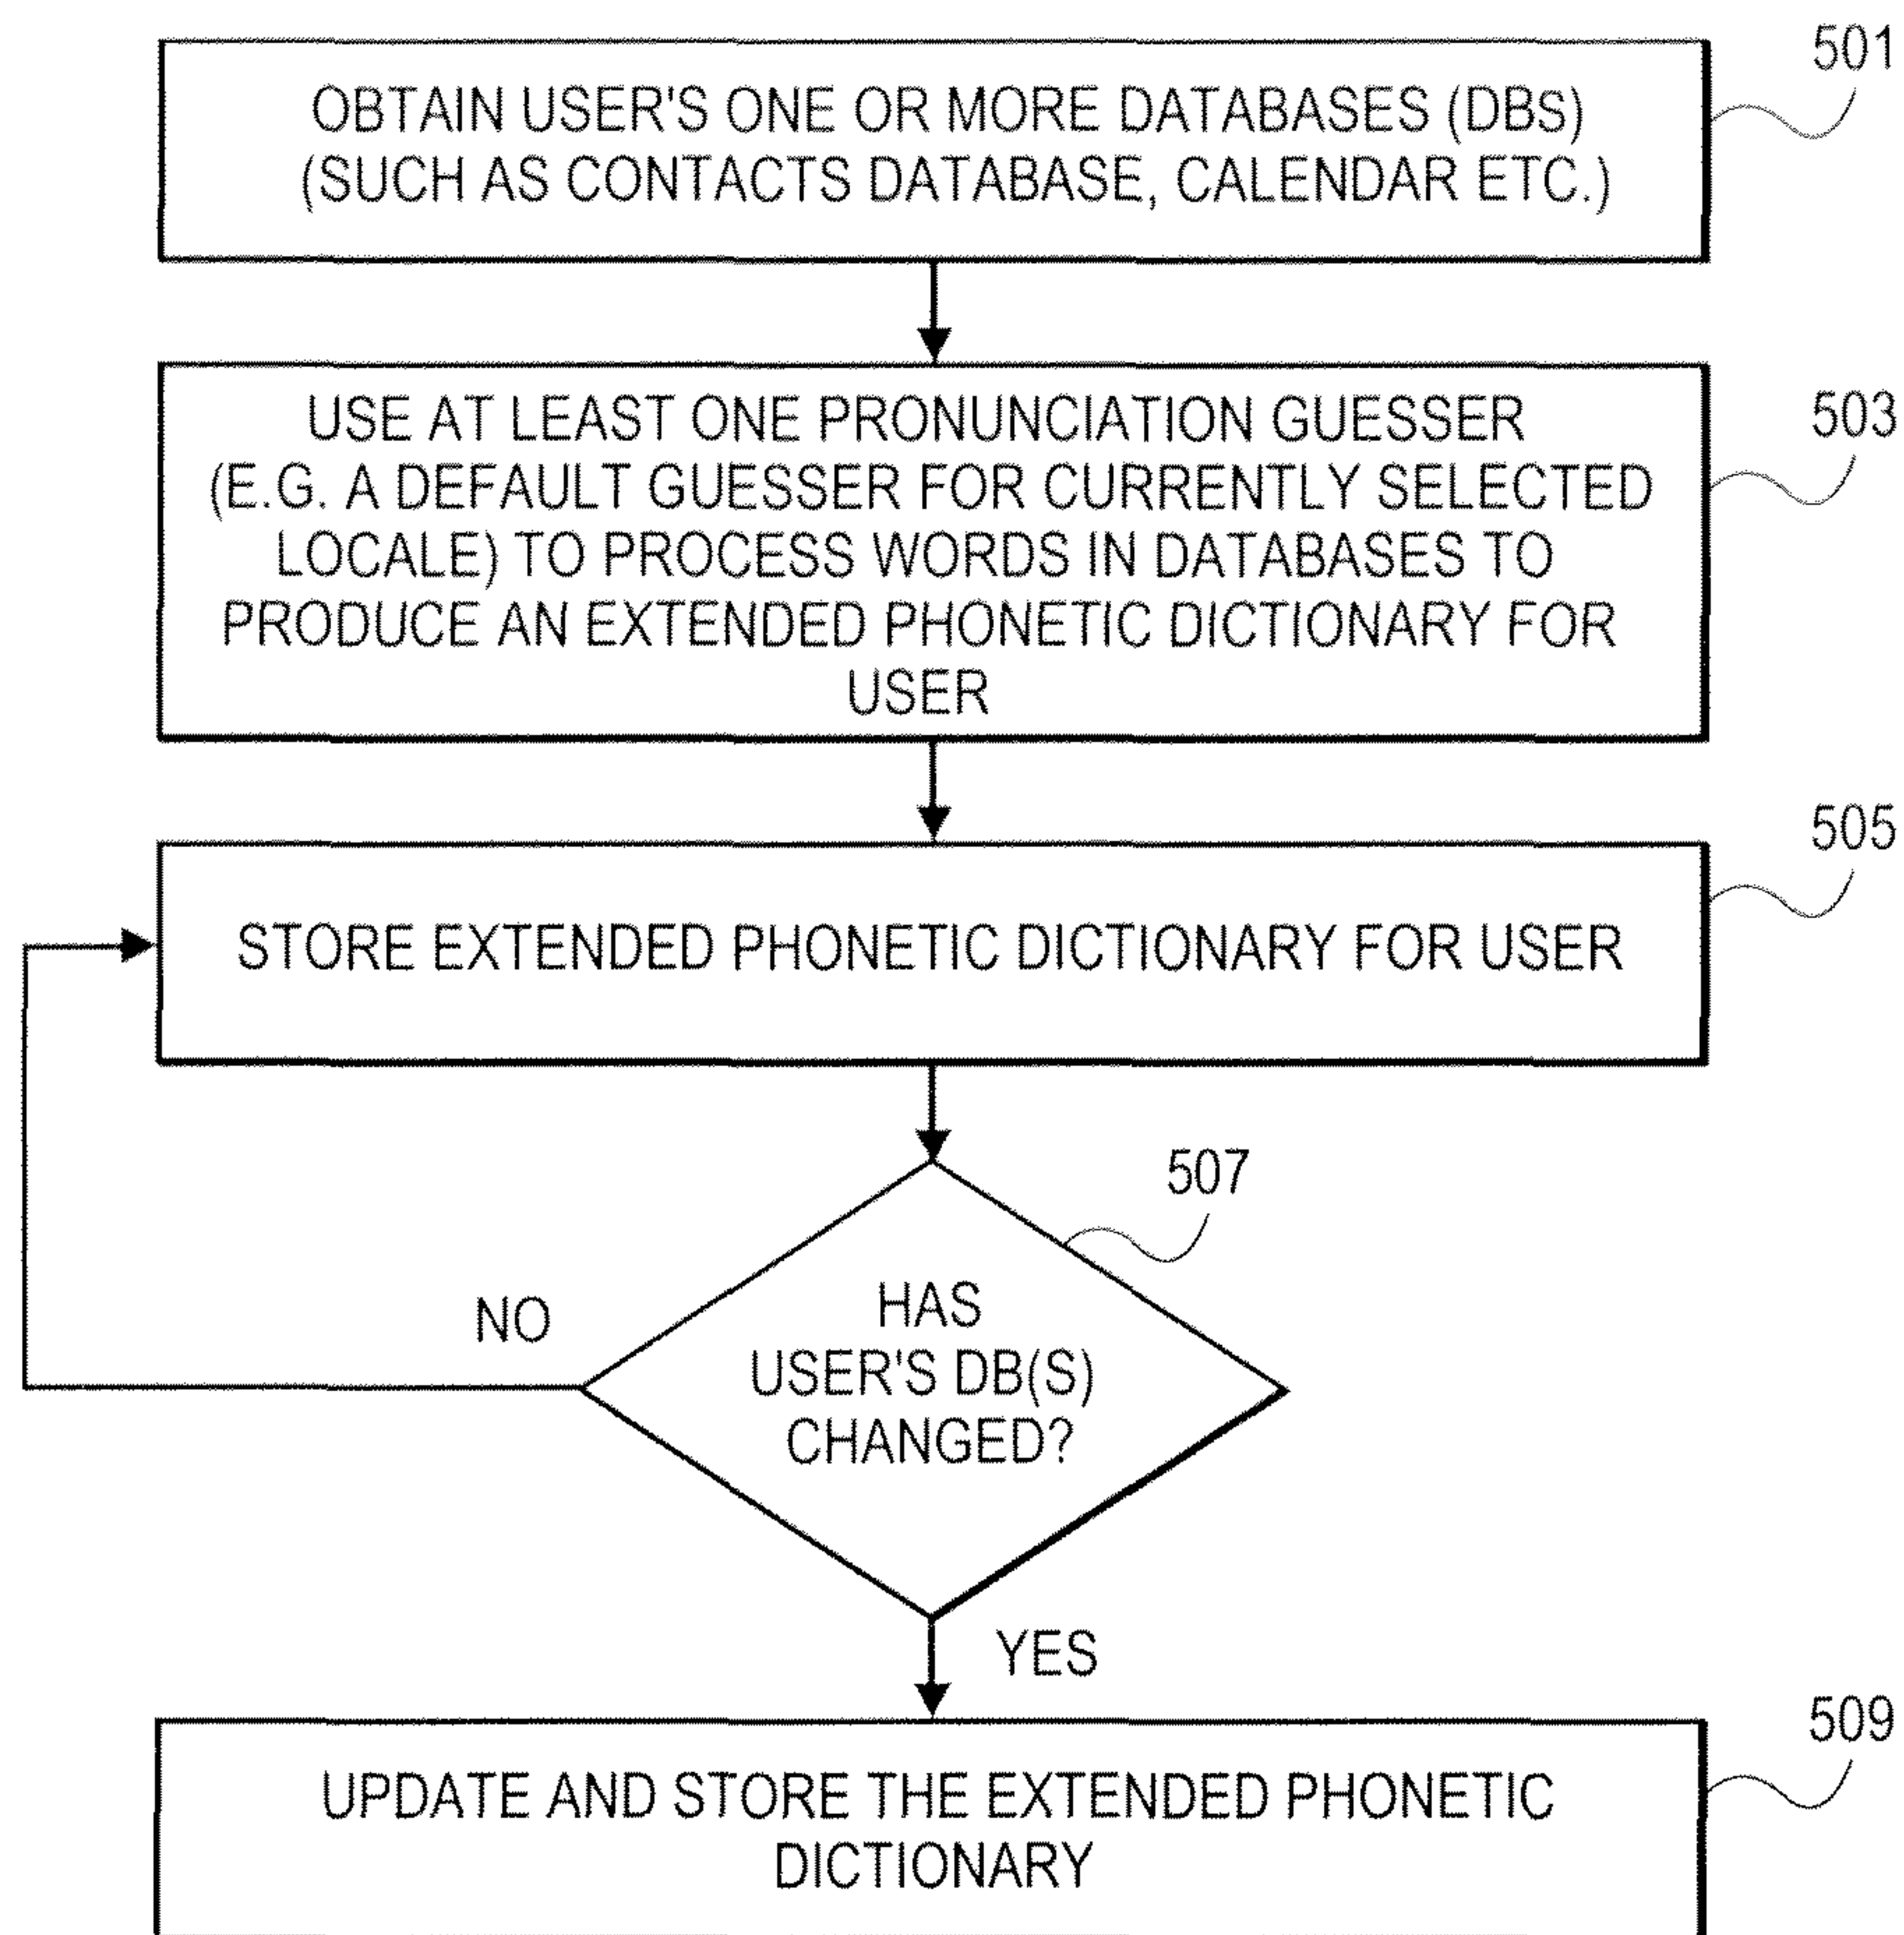 501
OBTAIN USER'S ONE OR MORE DATABASES (DBs)
(SUCH AS CONTACTS DATABASE, CALENDAR ETC.)
503
USE AT LEAST ONE PRONUNCIATION GUESSER
(E.G. A DEFAULT GUESSER FOR CURRENTLY SELECTED
LOCALE) TO PROCESS WORDS IN DATABASES TO
PRODUCE AN EXTENDED PHONETIC DICTIONARY FOR
USER
505
STORE EXTENDED PHONETIC DICTIONARY FOR USER
507
NO
HAS
USER'S DB(S)
CHANGED?
YES
509
UPDATE AND STORE THE EXTENDED PHONETIC
DICTIONARY